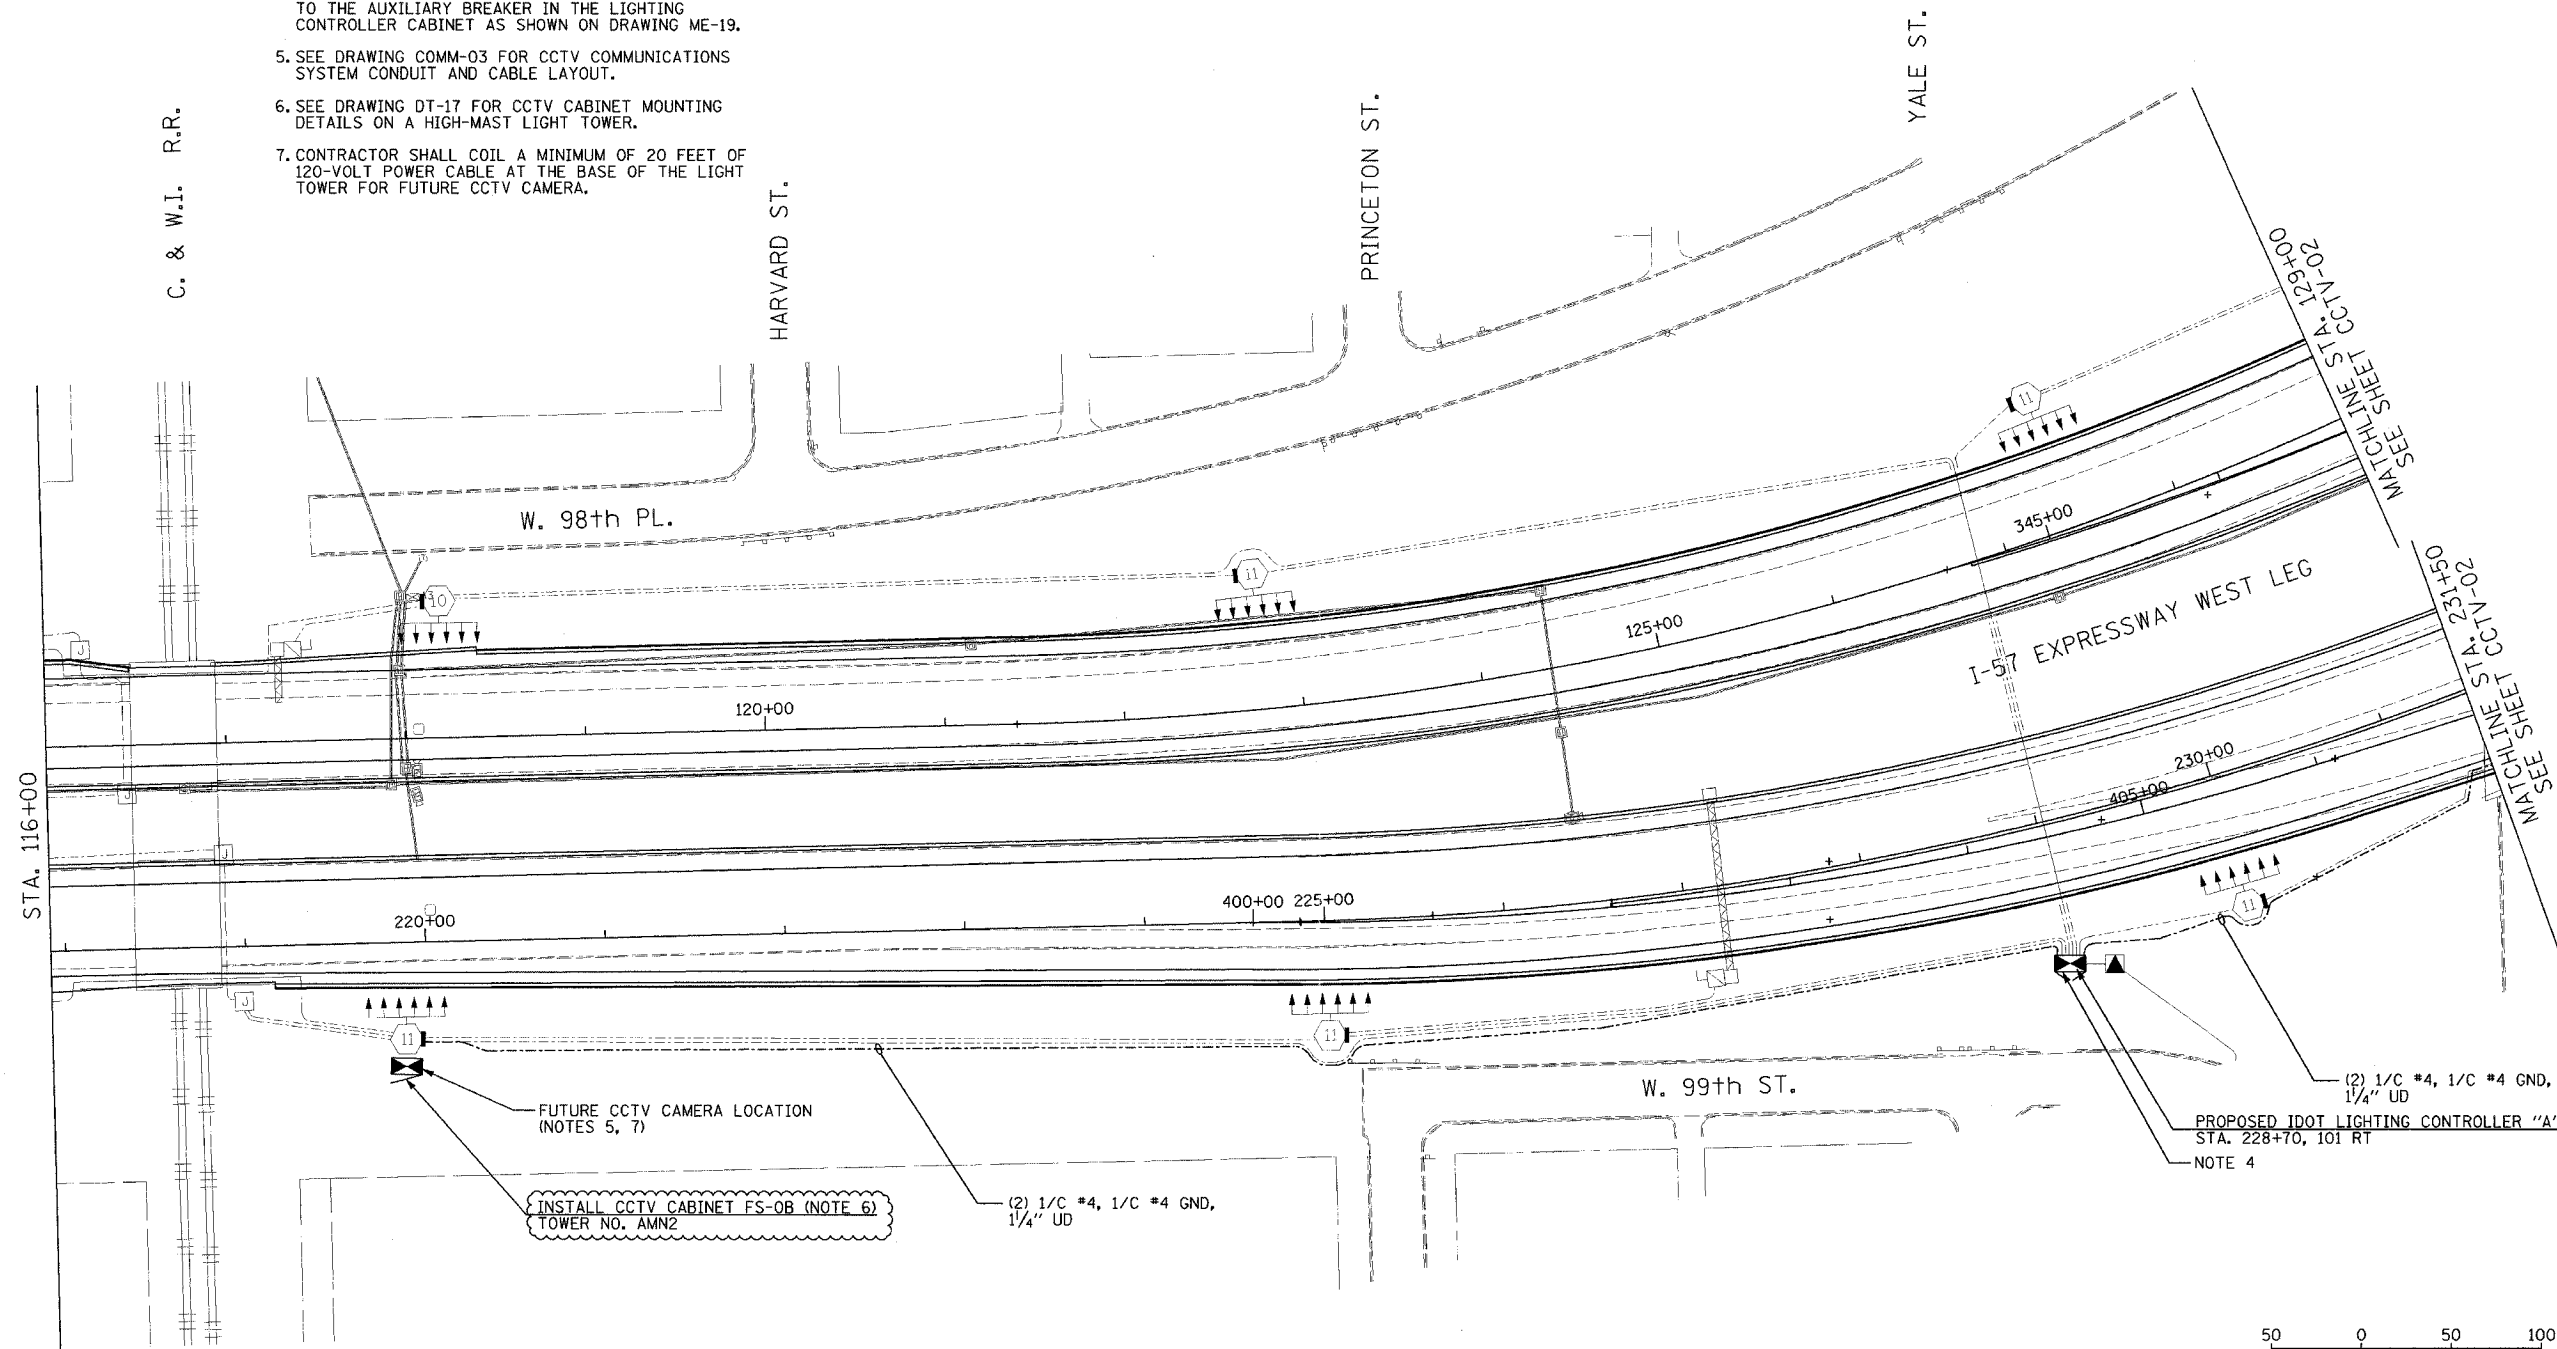 TO THE AUXILIARY BREAKER IN THE LIGHTING
CONTROLLER CABINET AS SHOWN ON DRAWING ME-19.
5. SEE DRAWING COMM-03 FOR CCTV COMMUNICATIONS
SYSTEM CONDUIT AND CABLE LAYOUT.
6. SEE DRAWING DT-17 FOR CCTV CABINET MOUNTING
DETAILS ON A HIGH-MAST LIGHT TOWER.
7. CONTRACTOR SHALL COIL A MINIMUM OF 20 FEET OF
120-VOLT POWER CABLE AT THE BASE OF THE LIGHT
TOWER FOR FUTURE CCTV CAMERA.
C. & W.I. R.R.
HARVARD ST.
PRINCETON ST.
YALE ST.
MATCHLINE STA. 129+00
SEE SHEET CCTV-02
11
W. 98th PL.
345+00
10
11
125+00
I-57 EXPRESSWAY WEST LEG
MATCHLINE STA. 231+50
SEE SHEET CCTV-02
J
120+00
230+00
405+00
J
STA. 116+00
J
220+00
400+00 225+00
11
J
11
11
W. 99th ST.
FUTURE CCTV CAMERA LOCATION
(NOTES 5, 7)
(2) 1/C #4, 1/C #4 GND,
1¼" UD
PROPOSED IDOT LIGHTING CONTROLLER "A"
STA. 228+70, 101 RT
NOTE 4
INSTALL CCTV CABINET FS-0B (NOTE 6)
TOWER NO. AMN2
(2) 1/C #4, 1/C #4 GND,
1¼" UD
50 0 50 100